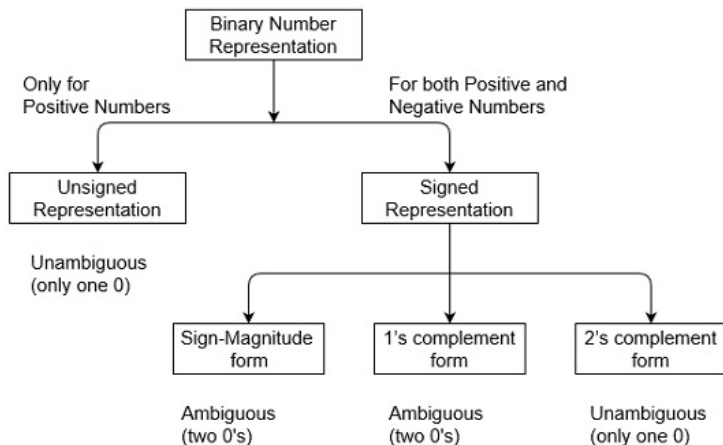 Binary Number
Representation
Only for
Positive Numbers
For both Positive and
Negative Numbers
Unsigned
Representation
Signed
Representation
Unambiguous
(only one 0)
Sign-Magnitude
form
1's complement
form
2's complement
form
Ambiguous
(two 0's)
Ambiguous
(two 0's)
Unambiguous
(only one 0)